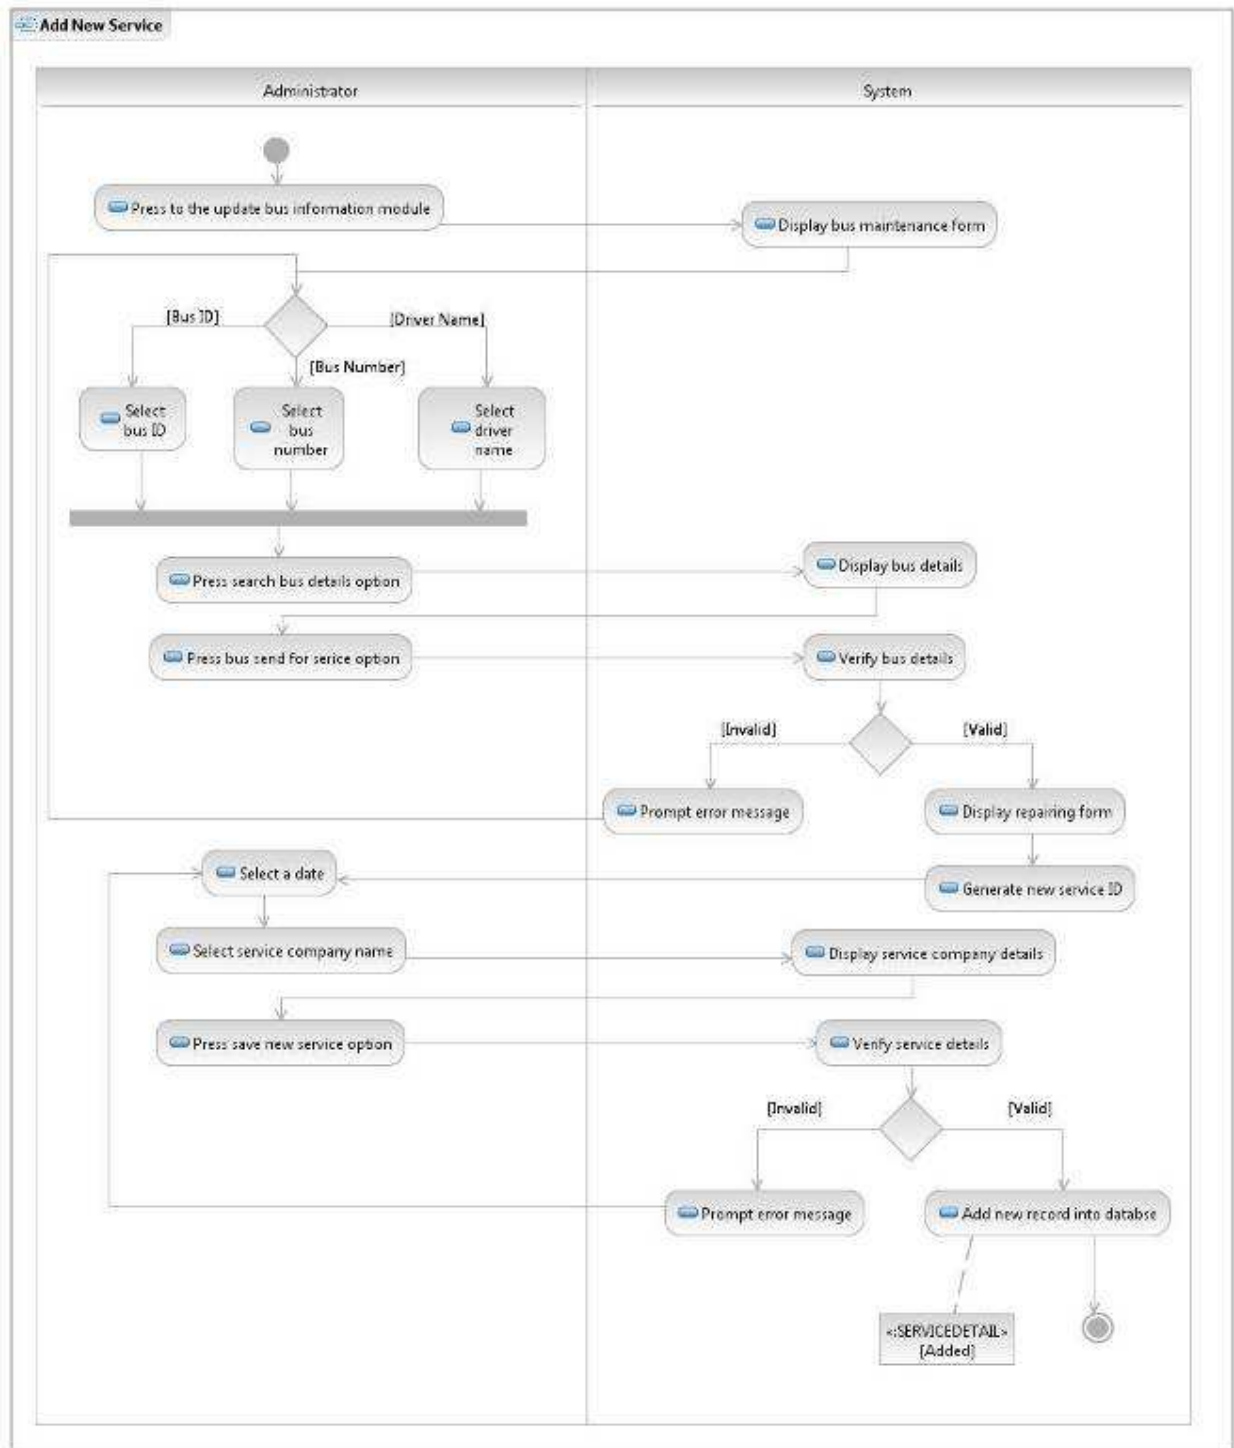 Add New Service
Administrator
System
Press to the update bus information module
Display bus maintenance form
[Bus ID]
[Driver Name]
[Bus Number]
Select
bus ID
Select
bus
number
Select
driver
name
Press search bus details option
Display bus details
Press bus send for serice option
Verify bus details
[Invalid]
[Valid]
Prompt error message
Display repairing form
Select a date
Generate new service ID
Select service company name
Display service company details
Press save new service option
Verify service details
[Invalid]
[Valid]
Prompt error message
Add new record into databse
«:SERVICEDETAIL»
[Added]